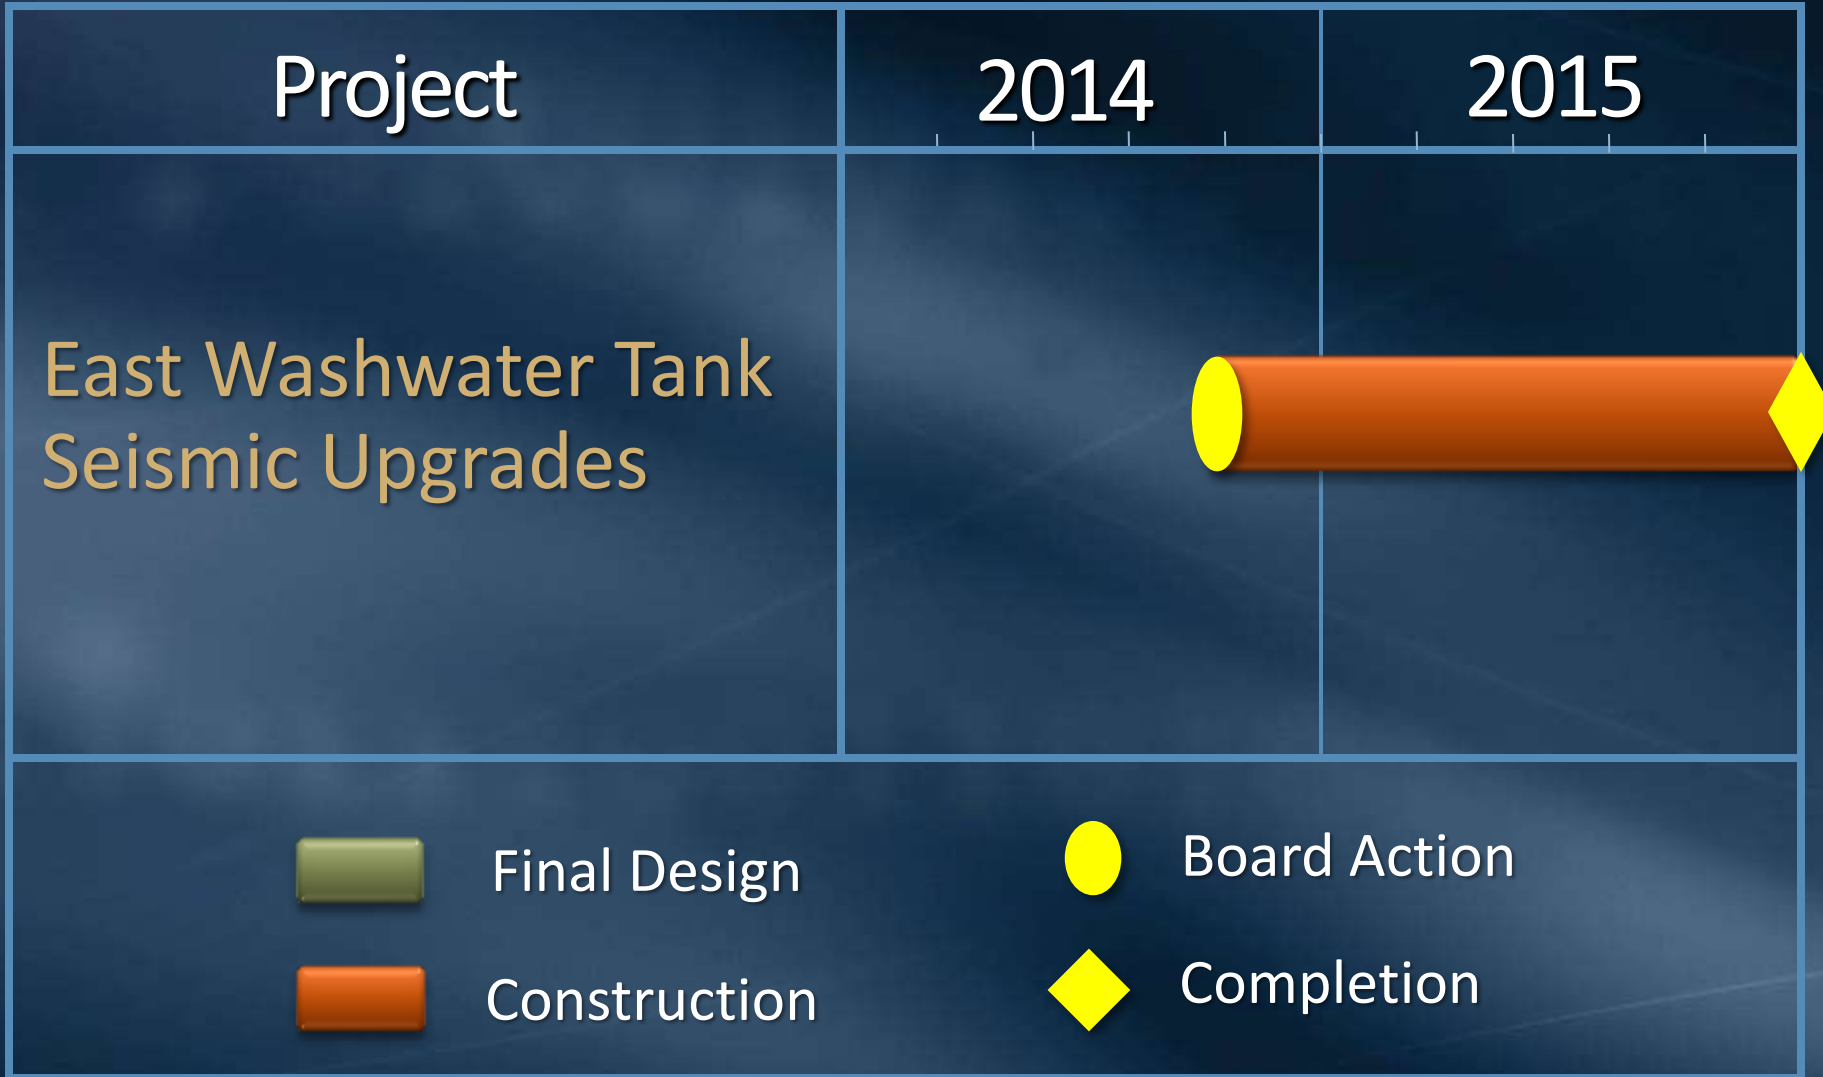 Project
2014
2015
East Washwater Tank
Seismic Upgrades
Final Design
Board Action
Construction
Completion